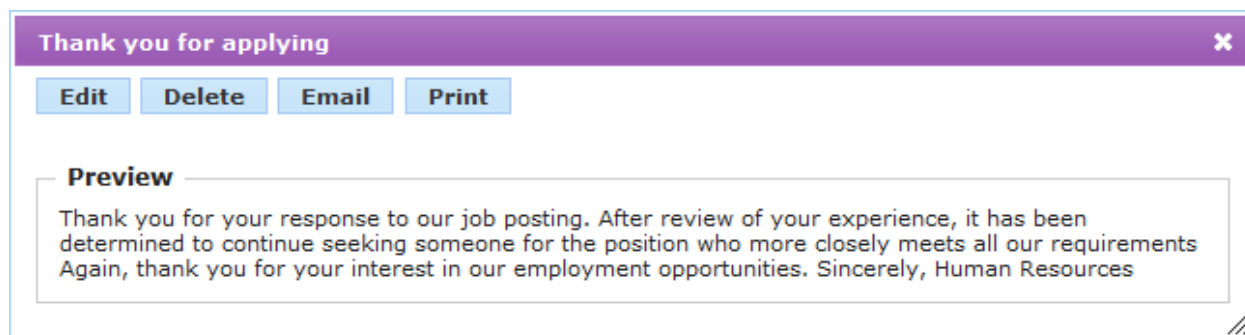 Thank you for applying
Edit Delete Email Print
Preview
Thank you for your response to our job posting. After review of your experience, it has been
determined to continue seeking someone for the position who more closely meets all our requirements
Again, thank you for your interest in our employment opportunities. Sincerely, Human Resources